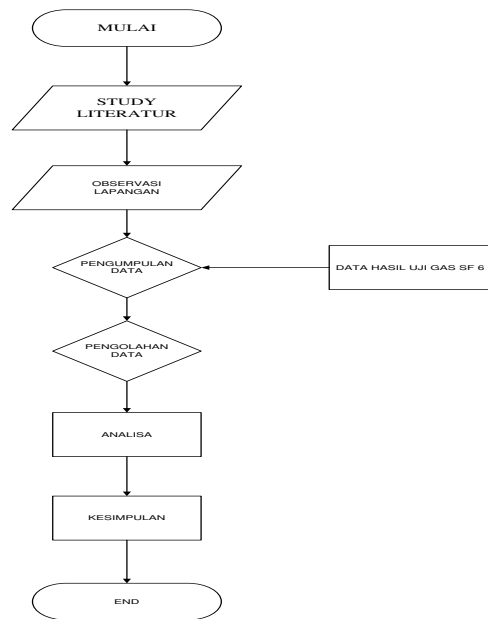 MULAI
STUDY
LITERATUR
OBSERVASI
LAPANGAN
PENGUMPULAN
DATA
DATA HASIL UJI GAS SF 6
PENGOLAHAN
DATA
ANALISA
KESIMPULAN
END